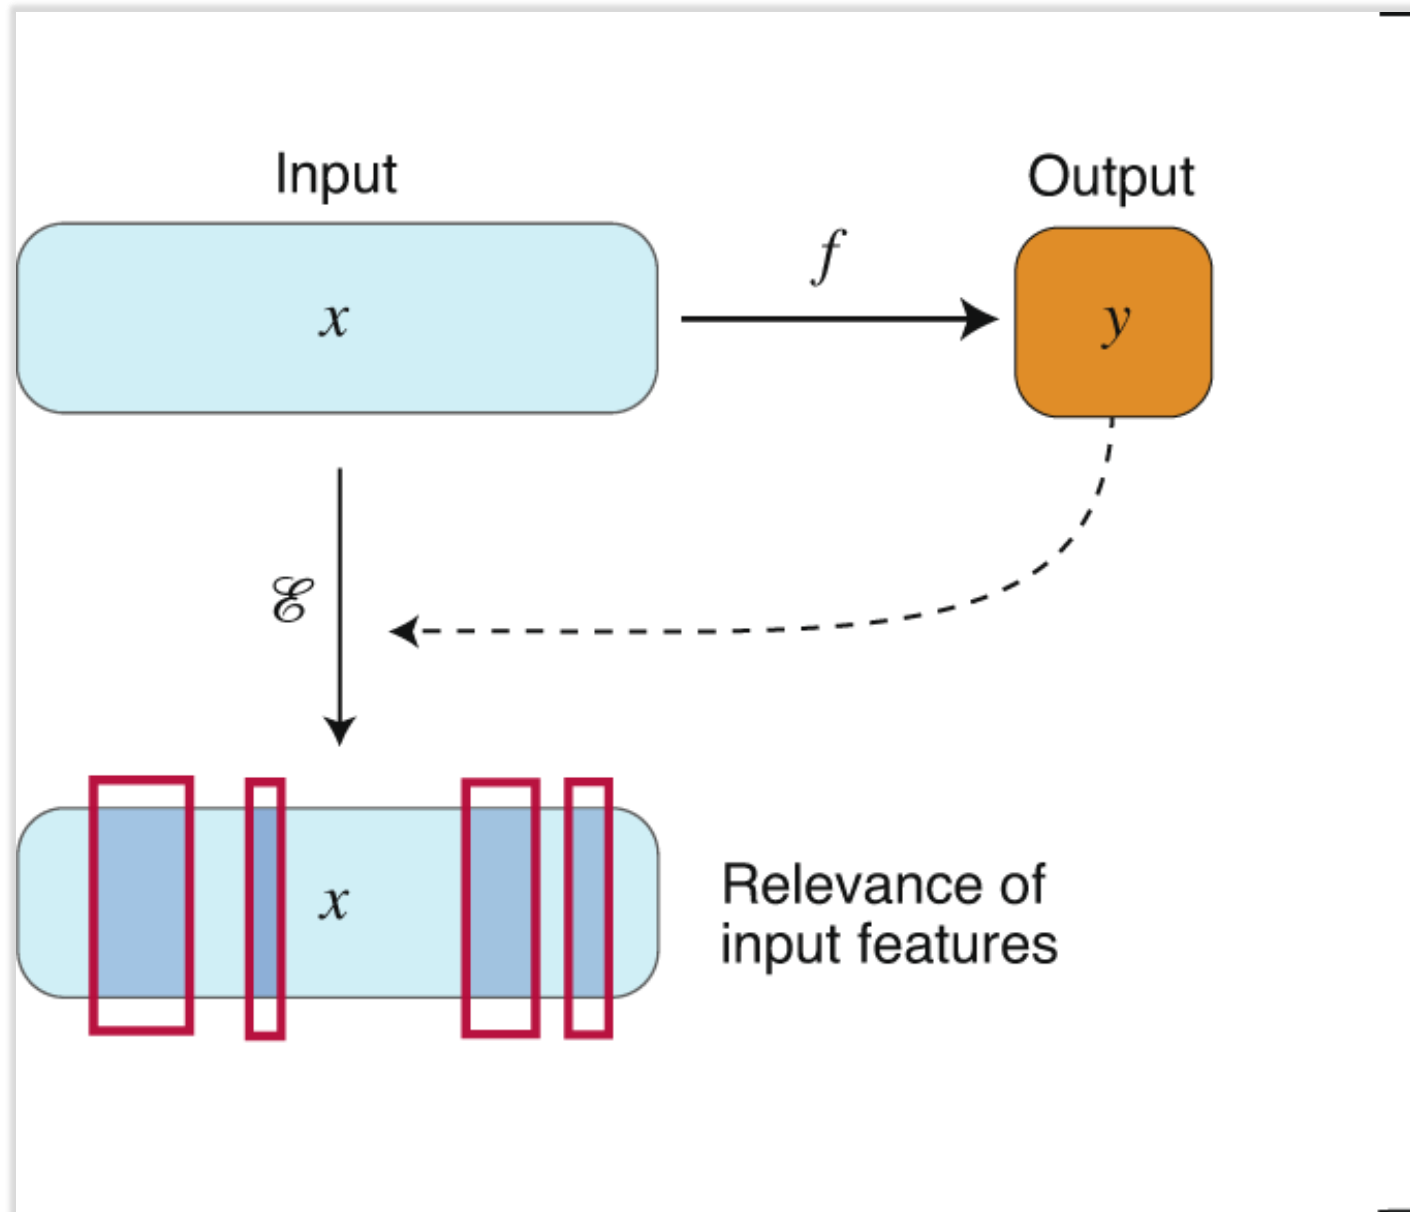 Input
Output
x
f
y
ℰ
x
Relevance of
input features